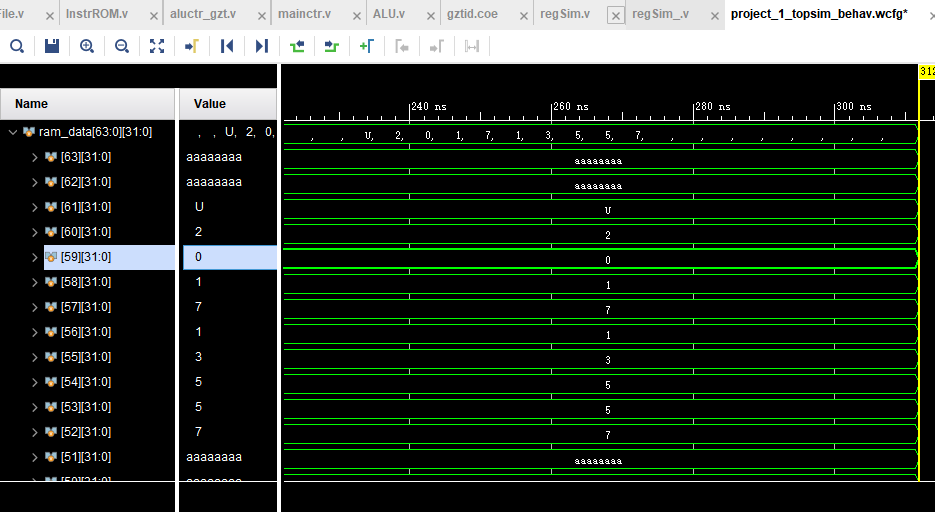 File.v InstrROM.v aluctr_gzt.v mainctr.v ALU.v gztid.coe regSim.v regSim_.v project_1_topsim_behav.wcfg*
312
Name Value 240 ns 260 ns 280 ns 300 ns
ram_data[63:0][31:0] , , U, 2, 0, , , U, 2, 0, 1, 7, 1, 3, 5, 5, 7, , , , , , , ,
[63][31:0] aaaaaaaa aaaaaaaa
[62][31:0] aaaaaaaa aaaaaaaa
[61][31:0] U U
[60][31:0] 2 2
[59][31:0] 0 0
[58][31:0] 1 1
[57][31:0] 7 7
[56][31:0] 1 1
[55][31:0] 3 3
[54][31:0] 5 5
[53][31:0] 5 5
[52][31:0] 7 7
[51][31:0] aaaaaaaa aaaaaaaa